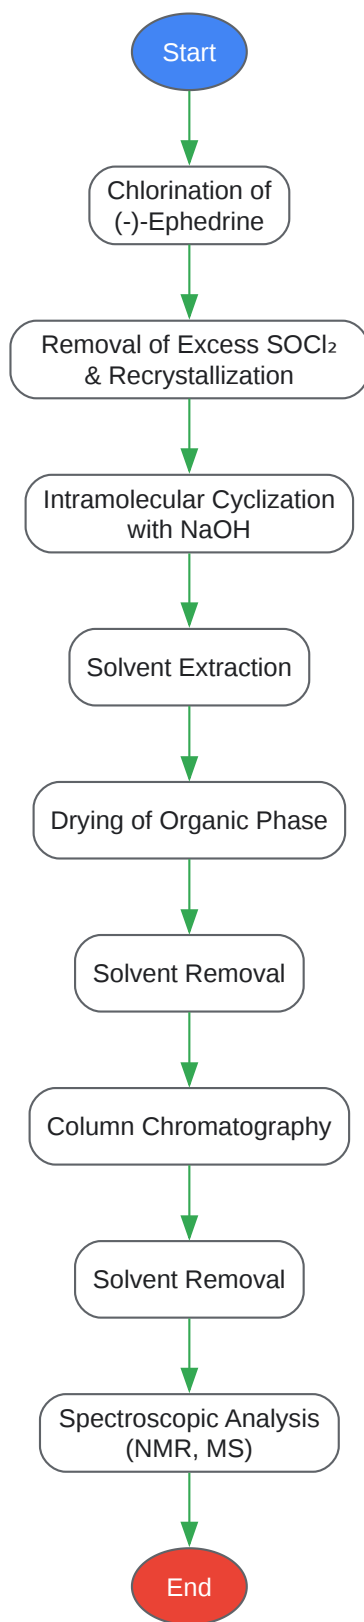 Start
Chlorination of
(-)-Ephedrine
Removal of Excess SOCl₂
& Recrystallization
Intramolecular Cyclization
with NaOH
Solvent Extraction
Drying of Organic Phase
Solvent Removal
Column Chromatography
Solvent Removal
Spectroscopic Analysis
(NMR, MS)
End